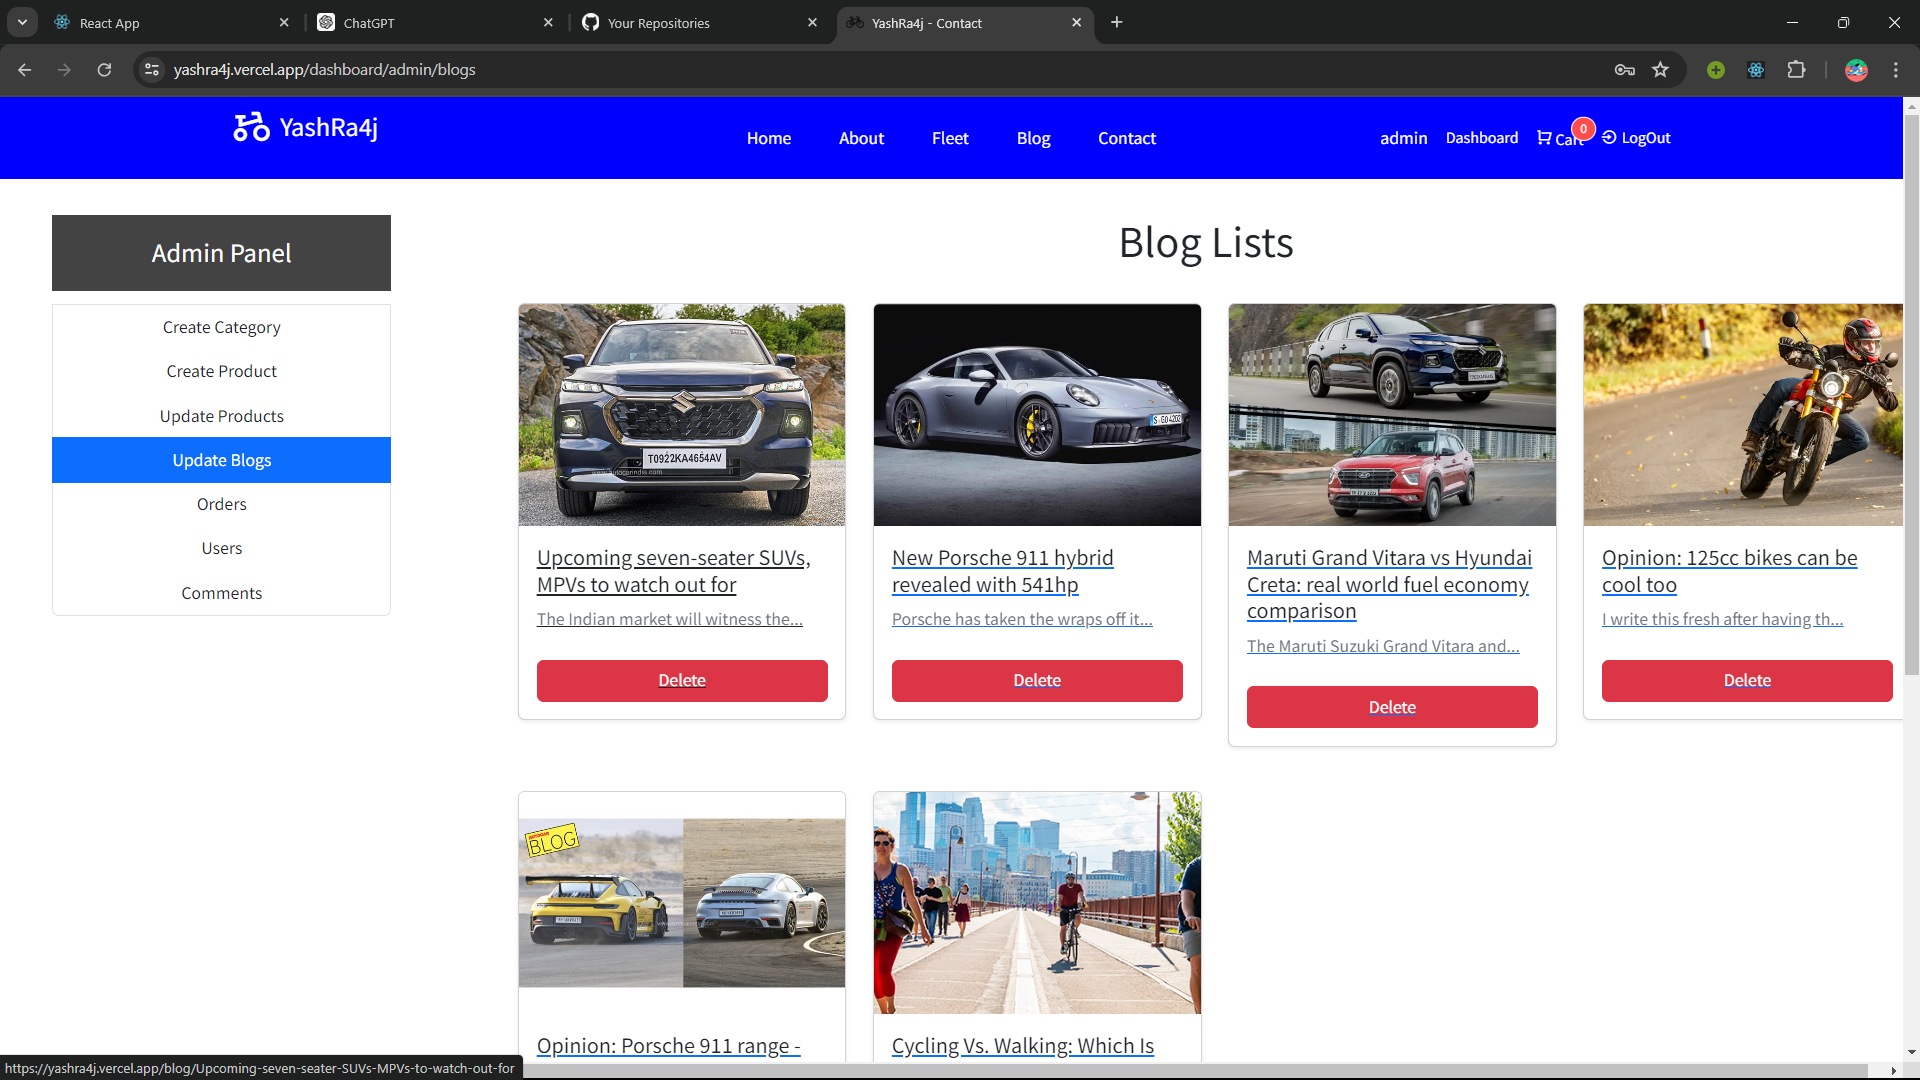 React App
ChatGPT
Your Repositories
YashRa4j - Contact
yashra4j.vercel.app/dashboard/admin/blogs
YashRa4j
Home
About
Fleet
Blog
Contact
admin
Dashboard
Cart
0
LogOut
Admin Panel
Create Category
Create Product
Update Products
Update Blogs
Orders
Users
Comments
Blog Lists
T0922KA4654AV
www.autocarindia.com
Upcoming seven-seater SUVs,
MPVs to watch out for
The Indian market will witness the...
Delete
S·GO 4203
New Porsche 911 hybrid
revealed with 541hp
Porsche has taken the wraps off it...
Delete
Maruti Grand Vitara vs Hyundai
Creta: real world fuel economy
comparison
The Maruti Suzuki Grand Vitara and...
Delete
Opinion: 125cc bikes can be
cool too
I write this fresh after having th...
Delete
BLOG
Opinion: Porsche 911 range -
Cycling Vs. Walking: Which Is
https://yashra4j.vercel.app/blog/Upcoming-seven-seater-SUVs-MPVs-to-watch-out-for